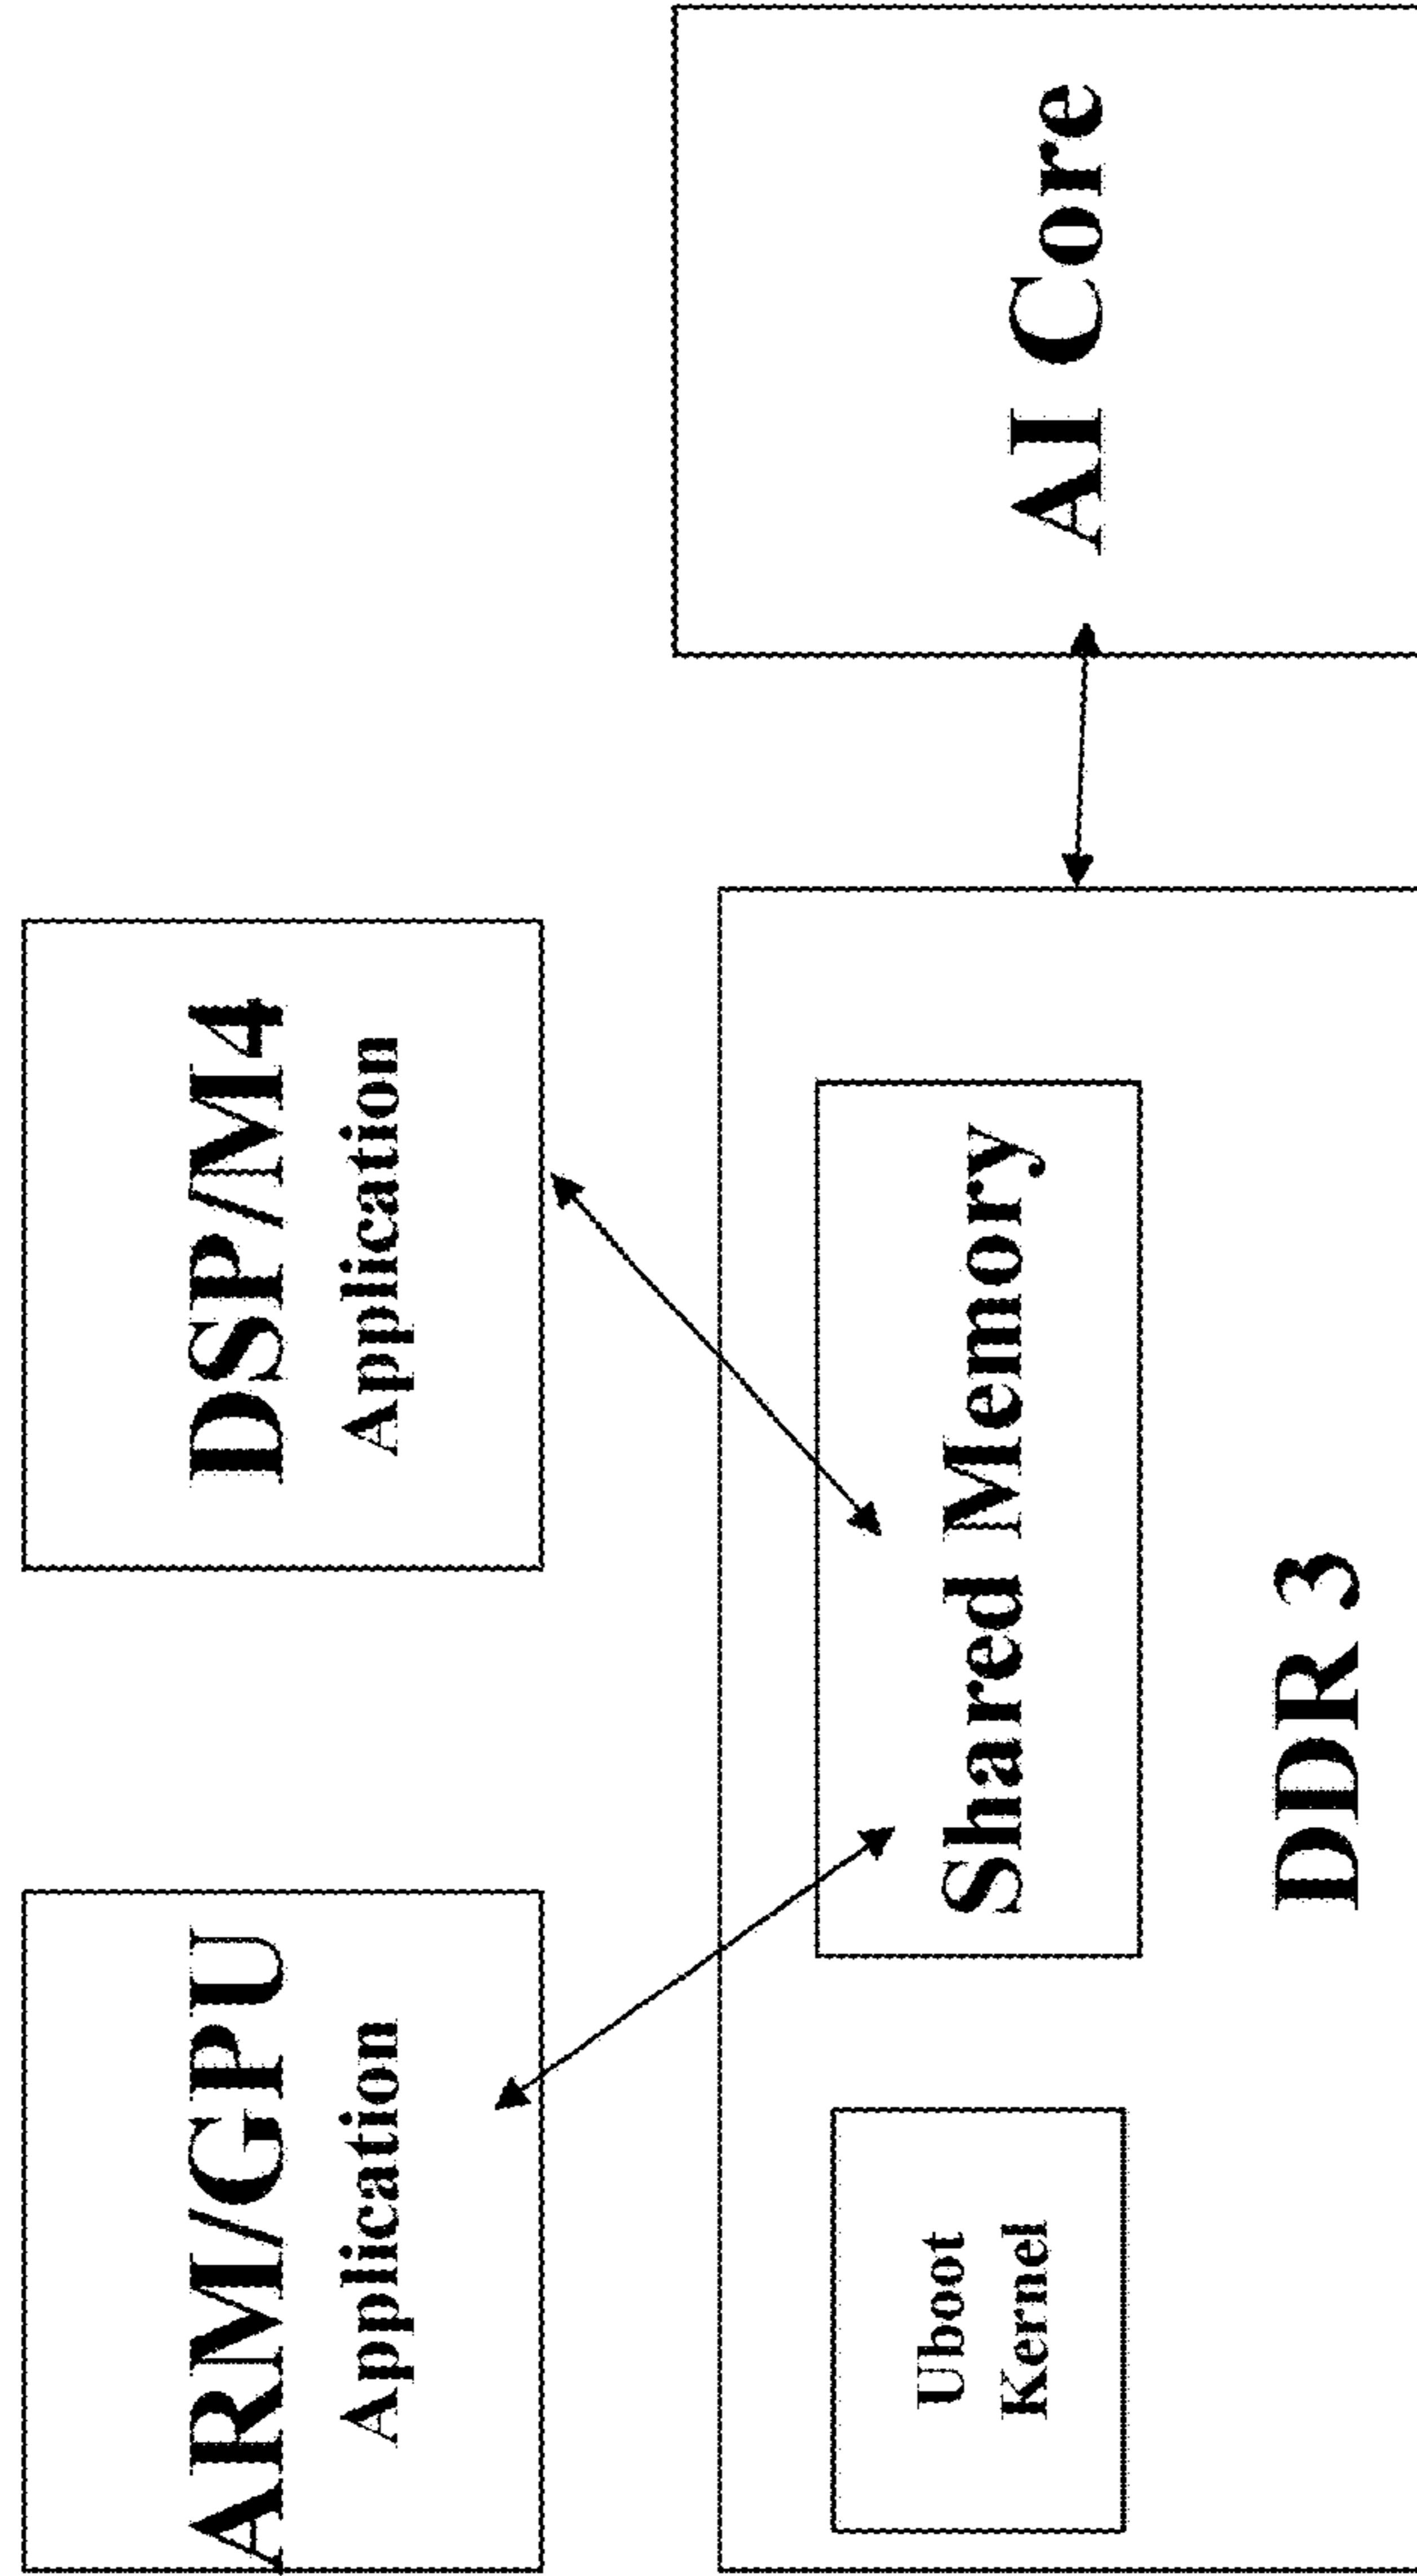 ARM/GPU
Application
DSP/M4
Application
Uboot
Kernel
Shared Memory
DDR 3
AI Core